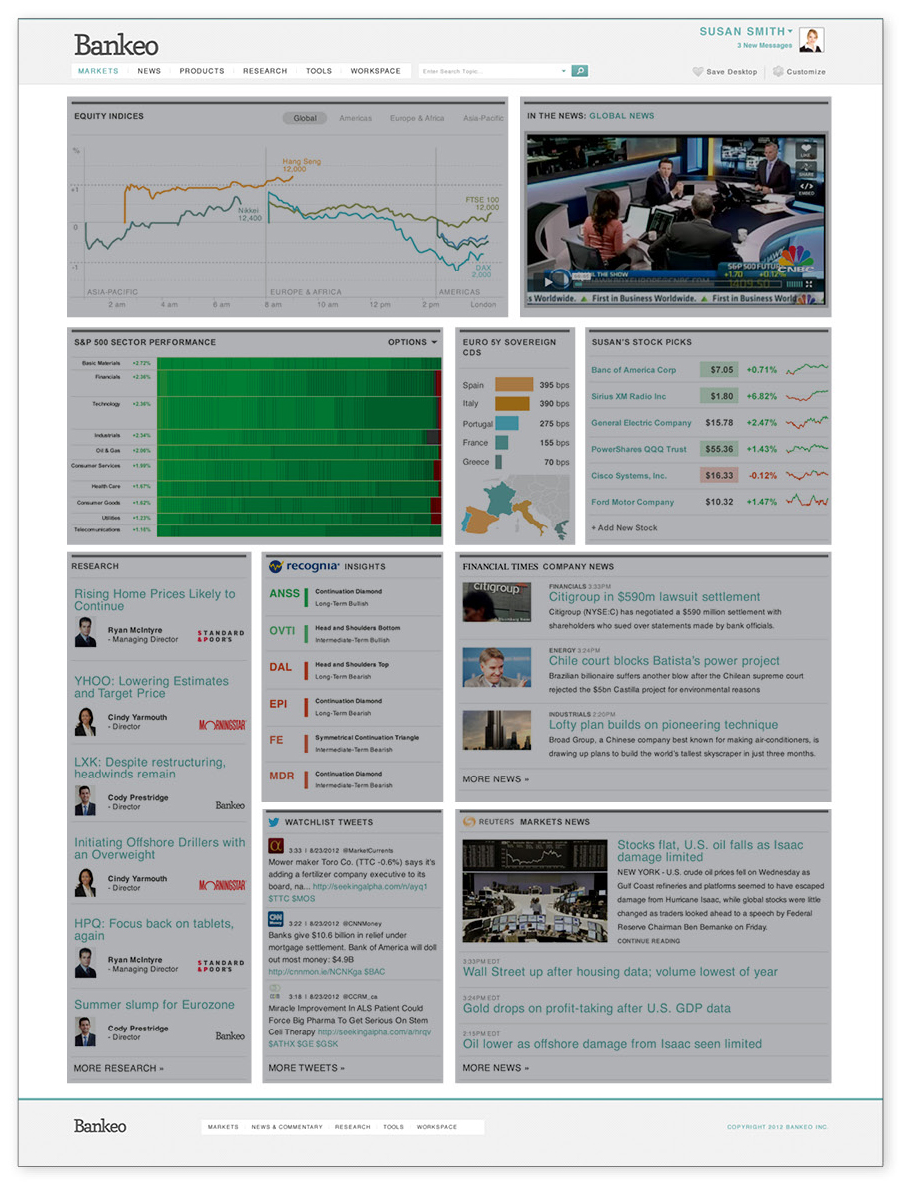 Bankeo
SUSAN SMITH
3 New Messages
MARKETS NEWS PRODUCTS RESEARCH TOOLS WORKSPACE
Enter Search Topic...
Save Desktop Customize
EQUITY INDICES
Global Americas Europe & Africa Asia-Pacific
%
+1
0
-1
Hang Seng
12,000
Nikkei
12,400
FTSE 100
12,000
DAX
2,000
ASIA-PACIFIC EUROPE & AFRICA AMERICAS
2 am 4 am 6 am 8 am 10 am 12 pm 2 pm London
IN THE NEWS: GLOBAL NEWS
LIKE
SHARE
EMBED
S&P 500 FUTUR
+1.70 +0.12%
CNBC
L THE SHOW
s Worldwide. First in Business Worldwide. First in Business Worldw
S&P 500 SECTOR PERFORMANCE
OPTIONS
Basic Materials +2.72%
Financials +2.36%
Technology +2.36%
Industrials +2.34%
Oil & Gas +2.06%
Consumer Services +1.98%
Health Care +1.67%
Consumer Goods +1.62%
Utilities +1.23%
Telecommunications +1.16%
EURO 5Y SOVEREIGN
CDS
Spain 395 bps
Italy 390 bps
Portugal 275 bps
France 155 bps
Greece 70 bps
SUSAN'S STOCK PICKS
Banc of America Corp $7.05 +0.71%
Sirius XM Radio Inc $1.80 +6.82%
General Electric Company $15.78 +2.47%
PowerShares QQQ Trust $55.36 +1.43%
Cisco Systems, Inc. $16.33 -0.12%
Ford Motor Company $10.32 +1.47%
+ Add New Stock
RESEARCH
Rising Home Prices Likely to
Continue
Ryan McIntyre
- Managing Director
STANDARD
&POOR'S
YHOO: Lowering Estimates
and Target Price
Cindy Yarmouth
- Director
MORNINGSTAR
LXK: Despite restructuring,
headwinds remain
Cody Prestridge
- Director
Bankeo
Initiating Offshore Drillers with
an Overweight
Cindy Yarmouth
- Director
MORNINGSTAR
HPQ: Focus back on tablets,
again
Ryan McIntyre
- Managing Director
STANDARD
&POOR'S
Summer slump for Eurozone
Cody Prestridge
- Director
Bankeo
MORE RESEARCH »
recognia INSIGHTS
ANSS Continuation Diamond
Long-Term Bullish
OVTI Head and Shoulders Bottom
Intermediate-Term Bullish
DAL Head and Shoulders Top
Long-Term Bearish
EPI Continuation Diamond
Long-Term Bearish
FE Symmetrical Continuation Triangle
Intermediate-Term Bearish
MDR Continuation Diamond
Intermediate-Term Bearish
WATCHLIST TWEETS
α
3:33 | 8/23/2012 @MarketCurrents
Mower maker Toro Co. (TTC -0.6%) says it's
adding a fertilizer company executive to its
board, na... http://seekingalpha.com/n/ayq1
$TTC $MOS
CNN Money
3:22 | 8/23/2012 @CNNMoney
Banks give $10.6 billion in relief under
mortgage settlement. Bank of America will doll
out most money: $4.9B
http://cnnmon.ie/NCNKga $BAC
3:18 | 8/23/2012 @CCRM_ca
Miracle Improvement In ALS Patient Could
Force Big Pharma To Get Serious On Stem
Cell Therapy http://seekingalpha.com/a/hrqv
$ATHX $GE $GSK
MORE TWEETS »
FINANCIAL TIMES COMPANY NEWS
citigroup
FINANCIALS 3:33PM
Citigroup in $590m lawsuit settlement
Citigroup (NYSE:C) has negotiated a $590 million settlement with
shareholders who sued over statements made by bank officials.
ENERGY 3:24PM
Chile court blocks Batista's power project
Brazilian billionaire suffers another blow after the Chilean supreme court
rejected the $5bn Castilla project for environmental reasons
INDUSTRIALS 2:20PM
Lofty plan builds on pioneering technique
Broad Group, a Chinese company best known for making air-conditioners, is
drawing up plans to build the world's tallest skyscraper in just three months.
MORE NEWS »
REUTERS MARKETS NEWS
Stocks flat, U.S. oil falls as Isaac
damage limited
NEW YORK - U.S. crude oil prices fell on Wednesday as
Gulf Coast refineries and platforms seemed to have escaped
damage from Hurricane Isaac, while global stocks were little
changed as traders looked ahead to a speech by Federal
Reserve Chairman Ben Bemanke on Friday.
CONTINUE READING
3:33PM EDT
Wall Street up after housing data; volume lowest of year
3:24PM EDT
Gold drops on profit-taking after U.S. GDP data
2:15PM EDT
Oil lower as offshore damage from Isaac seen limited
MORE NEWS »
Bankeo
MARKETS NEWS & COMMENTARY RESEARCH TOOLS WORKSPACE
COPYRIGHT 2012 BANKEO INC.